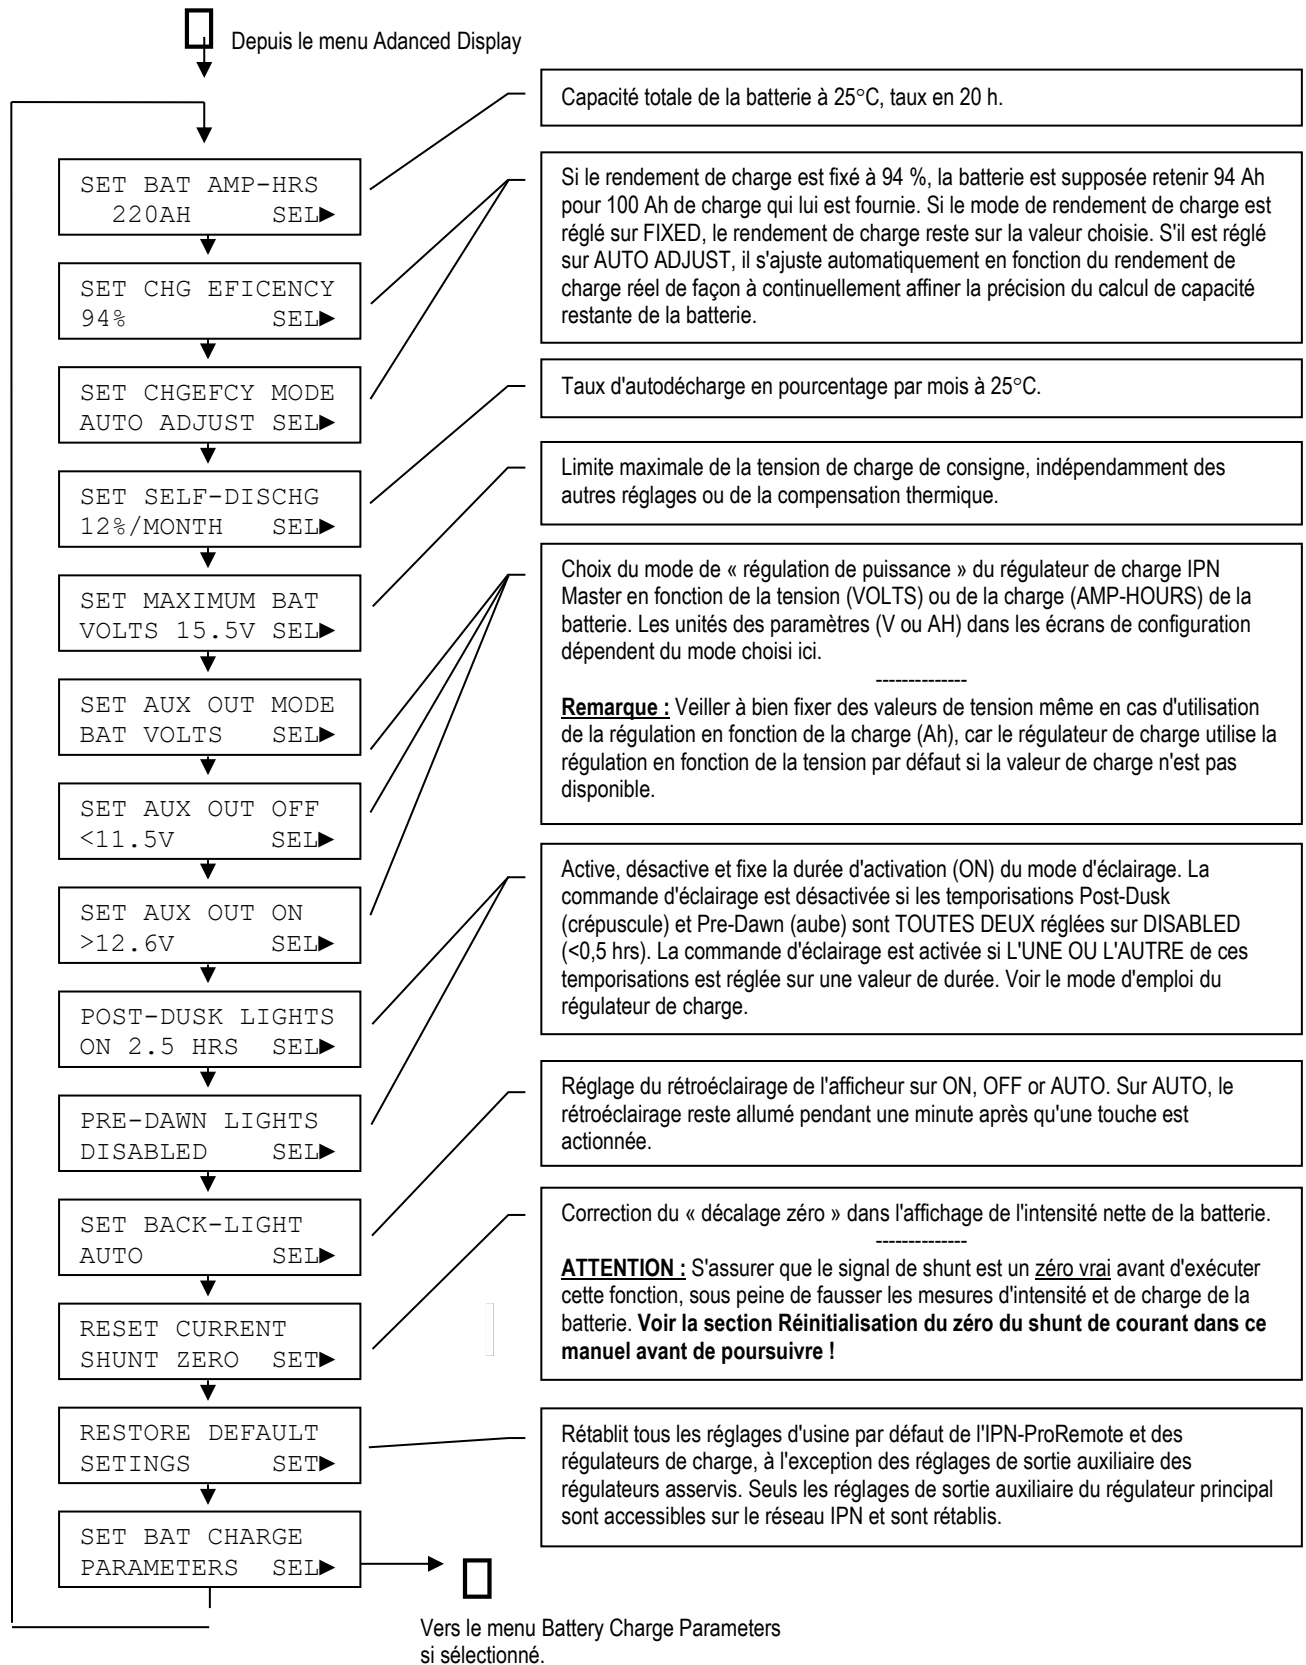 Depuis le menu Adanced Display
Capacité totale de la batterie à 25°C, taux en 20 h.
SET BAT AMP-HRS
220AH SEL►
Si le rendement de charge est fixé à 94 %, la batterie est supposée retenir 94 Ah
pour 100 Ah de charge qui lui est fournie. Si le mode de rendement de charge est
réglé sur FIXED, le rendement de charge reste sur la valeur choisie. S'il est réglé
sur AUTO ADJUST, il s'ajuste automatiquement en fonction du rendement de
charge réel de façon à continuellement affiner la précision du calcul de capacité
restante de la batterie.
SET CHG EFICENCY
94% SEL►
SET CHGEFCY MODE
AUTO ADJUST SEL►
Taux d'autodécharge en pourcentage par mois à 25°C.
SET SELF-DISCHG
12%/MONTH SEL►
Limite maximale de la tension de charge de consigne, indépendamment des
autres réglages ou de la compensation thermique.
SET MAXIMUM BAT
VOLTS 15.5V SEL►
Choix du mode de « régulation de puissance » du régulateur de charge IPN
Master en fonction de la tension (VOLTS) ou de la charge (AMP-HOURS) de la
batterie. Les unités des paramètres (V ou AH) dans les écrans de configuration
dépendent du mode choisi ici.
--------------
Remarque : Veiller à bien fixer des valeurs de tension même en cas d'utilisation
de la régulation en fonction de la charge (Ah), car le régulateur de charge utilise la
régulation en fonction de la tension par défaut si la valeur de charge n'est pas
disponible.
SET AUX OUT MODE
BAT VOLTS SEL►
SET AUX OUT OFF
<11.5V SEL►
SET AUX OUT ON
>12.6V SEL►
Active, désactive et fixe la durée d'activation (ON) du mode d'éclairage. La
commande d'éclairage est désactivée si les temporisations Post-Dusk
(crépuscule) et Pre-Dawn (aube) sont TOUTES DEUX réglées sur DISABLED
(<0,5 hrs). La commande d'éclairage est activée si L'UNE OU L'AUTRE de ces
temporisations est réglée sur une valeur de durée. Voir le mode d'emploi du
régulateur de charge.
POST-DUSK LIGHTS
ON 2.5 HRS SEL►
PRE-DAWN LIGHTS
DISABLED SEL►
Réglage du rétroéclairage de l'afficheur sur ON, OFF or AUTO. Sur AUTO, le
rétroéclairage reste allumé pendant une minute après qu'une touche est
actionnée.
SET BACK-LIGHT
AUTO SEL►
Correction du « décalage zéro » dans l'affichage de l'intensité nette de la batterie.
--------------
ATTENTION : S'assurer que le signal de shunt est un zéro vrai avant d'exécuter
cette fonction, sous peine de fausser les mesures d'intensité et de charge de la
batterie. Voir la section Réinitialisation du zéro du shunt de courant dans ce
manuel avant de poursuivre !
RESET CURRENT
SHUNT ZERO SET►
RESTORE DEFAULT
SETINGS SET►
Rétablit tous les réglages d'usine par défaut de l'IPN-ProRemote et des
régulateurs de charge, à l'exception des réglages de sortie auxiliaire des
régulateurs asservis. Seuls les réglages de sortie auxiliaire du régulateur principal
sont accessibles sur le réseau IPN et sont rétablis.
SET BAT CHARGE
PARAMETERS SEL►
Vers le menu Battery Charge Parameters
si sélectionné.